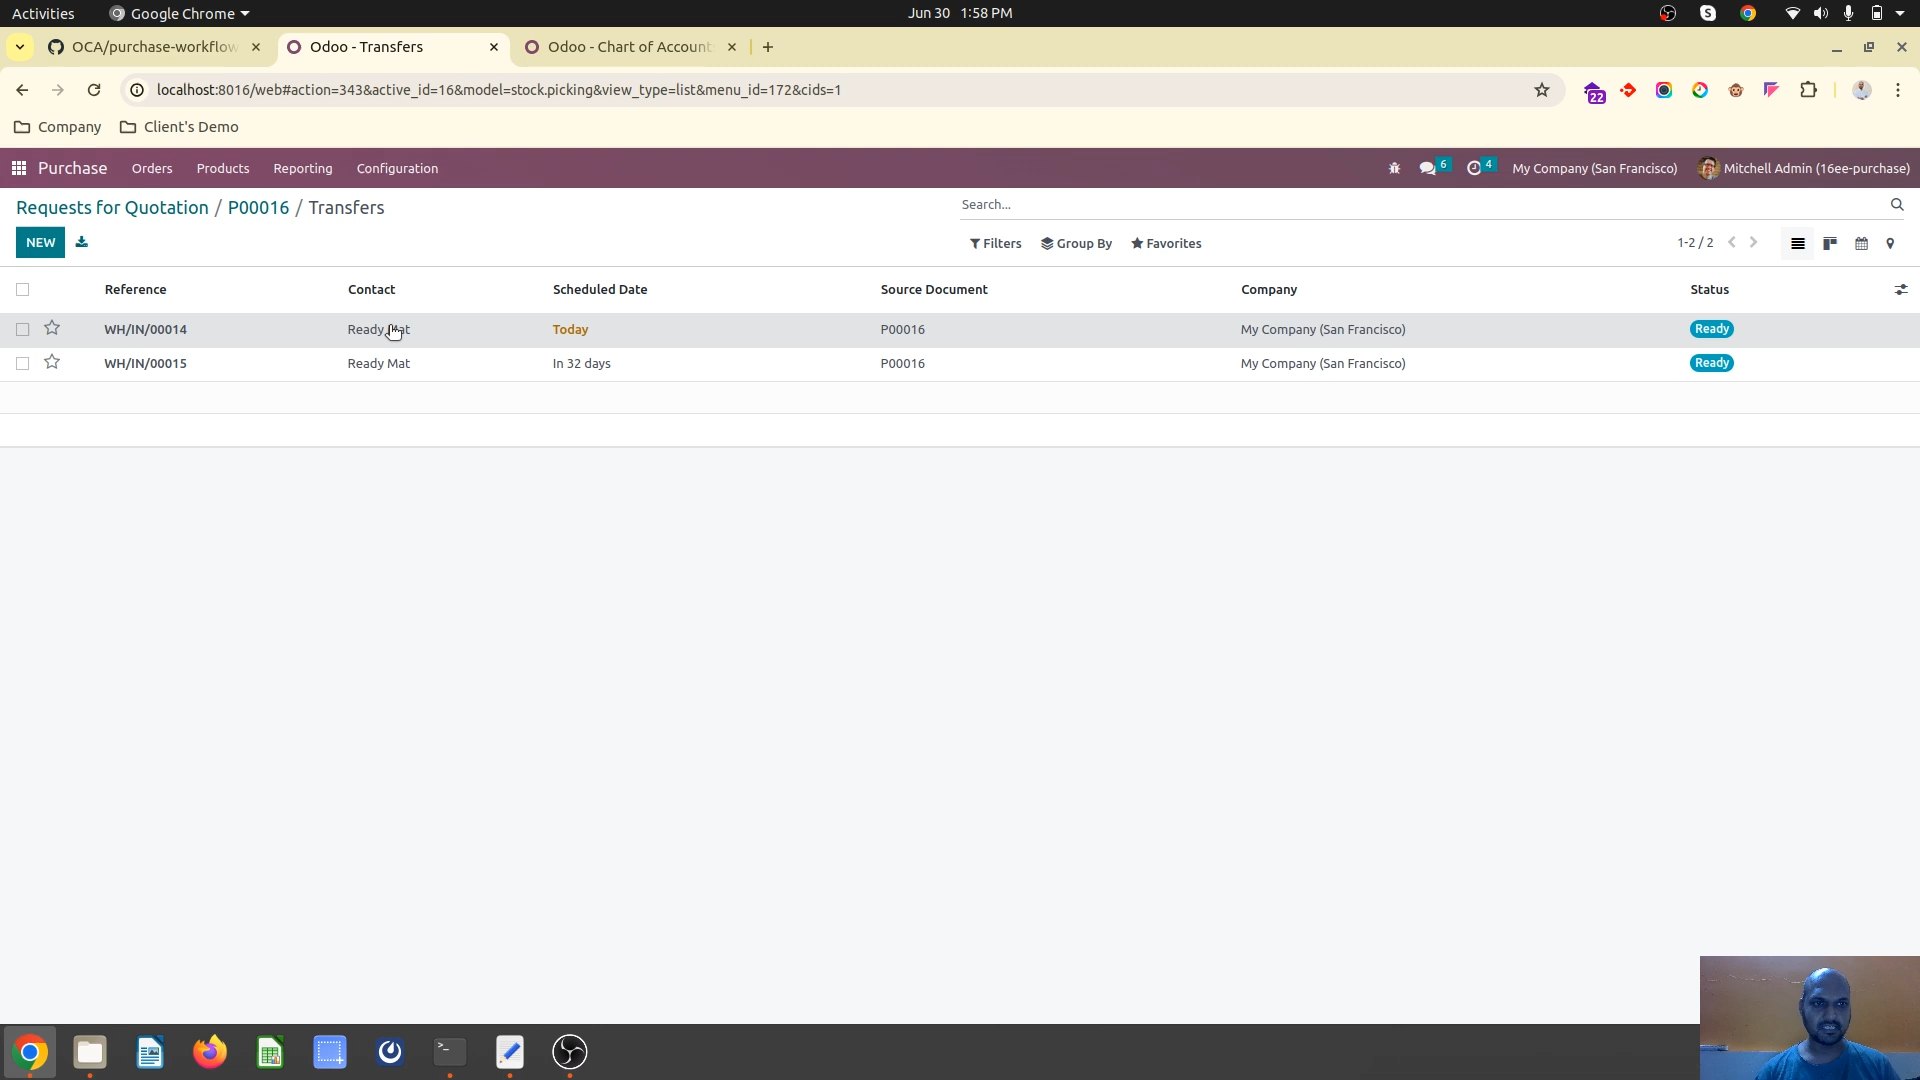 Activities Google Chrome Jun 30 1:58 PM
OCA/purchase-workflow Odoo - Transfers Odoo - Chart of Account
localhost:8016/web#action=343&active_id=16&model=stock.picking&view_type=list&menu_id=172&cids=1 22
Company Client's Demo
Purchase Orders Products Reporting Configuration 6 4 My Company (San Francisco) Mitchell Admin (16ee-purchase)
Requests for Quotation / P00016 / Transfers Search...
NEW Filters Group By Favorites 1-2 / 2
Reference Contact Scheduled Date Source Document Company Status
WH/IN/00014 Ready Mat Today P00016 My Company (San Francisco) Ready
WH/IN/00015 Ready Mat In 32 days P00016 My Company (San Francisco) Ready